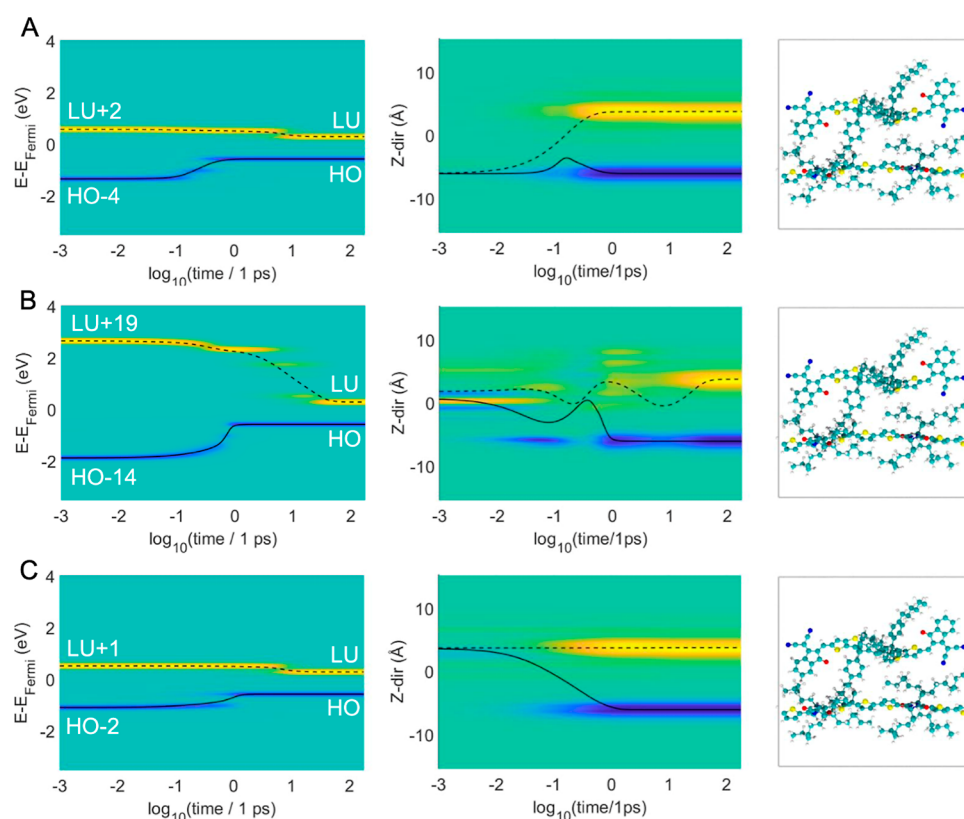 A
4
2
0
-2
E-E_Fermi (eV)
LU+2
LU
HO-4
HO
-3 -2 -1 0 1 2
log10(time / 1 ps)
10
0
-10
Z-dir (Å)
-3 -2 -1 0 1 2
log10(time/1ps)
B
4
2
0
-2
E-E_Fermi (eV)
LU+19
LU
HO-14
HO
-3 -2 -1 0 1 2
log10(time / 1 ps)
10
0
-10
Z-dir (Å)
-3 -2 -1 0 1 2
log10(time/1ps)
C
4
2
0
-2
E-E_Fermi (eV)
LU+1
LU
HO-2
HO
-3 -2 -1 0 1 2
log10(time / 1 ps)
10
0
-10
Z-dir (Å)
-3 -2 -1 0 1 2
log10(time/1ps)